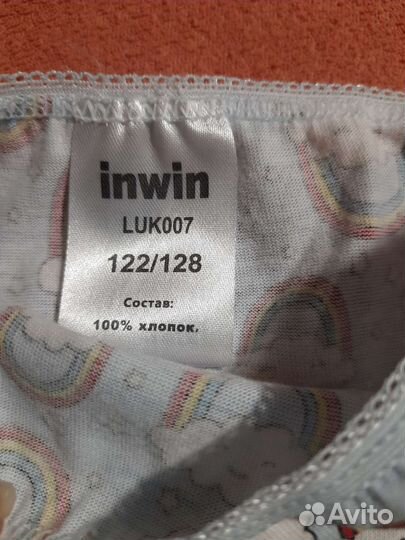 inwin
LUK007
122/128
Состав:
100% хлопок.
Avito